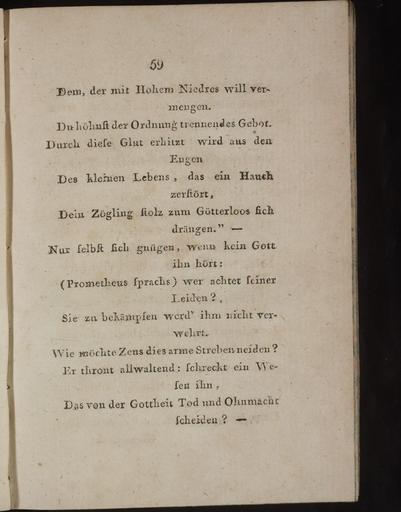 59
Dem, der mit Hohem Niedres will ver-
mengen.
Du höhnſt der Ordnung trennendes Gebot.
Durch dieſe Glut erhitzt wird aus den
Engen
Des kleinen Lebens, das ein Hauch
zerſtört,
Dein Zögling ſtolz zum Götterloos ſich
drängen." —
Nur ſelbſt ſich gnügen, wenn kein Gott
ihn hört:
(Prometheus ſprachs) wer achtet ſeiner
Leiden?,
Sie zu bekämpfen werd' ihm nicht ver-
wehrt.
Wie möchte Zeus dies arme Streben neiden?
Er thront allwaltend: ſchreckt ein We-
ſen ihn,
Das von der Gottheit Tod und Ohnmacht
ſcheiden? —